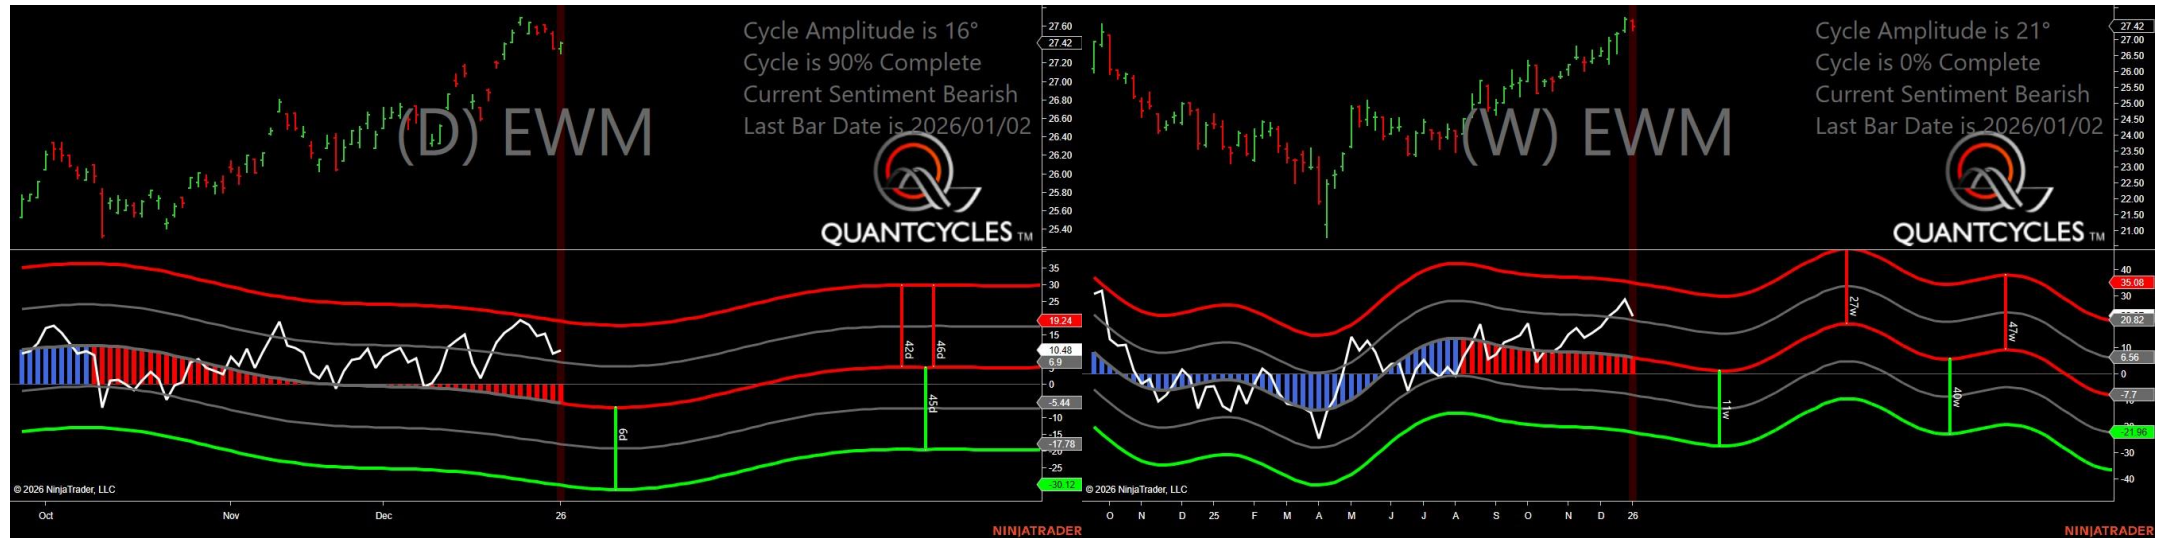 Cycle Amplitude is 16°
Cycle is 90% Complete
Current Sentiment Bearish
Last Bar Date is 2026/01/02
(D) EWM
QUANTCYCLES TM
27.60
27.42
27.20
27.00
26.80
26.60
26.40
26.20
26.00
25.80
25.60
25.40
35
30
25
19.24
15
10.48
6.9
0
-5.44
-10
-15
-17.78
-20
-25
-30.12
42d
46d
45d
6d
© 2026 NinjaTrader, LLC
Oct Nov Dec 26
NINJATRADER
Cycle Amplitude is 21°
Cycle is 0% Complete
Current Sentiment Bearish
Last Bar Date is 2026/01/02
(W) EWM
QUANTCYCLES TM
27.42
27.00
26.50
26.00
25.50
25.00
24.50
24.00
23.50
23.00
22.50
22.00
21.50
21.00
40
35.08
30
20.82
10
6.56
0
-7.7
-21.96
-30
-40
27w
47w
11w
40w
© 2026 NinjaTrader, LLC
O N D 25 F M A M J J A S O N D 26
NINJATRADER